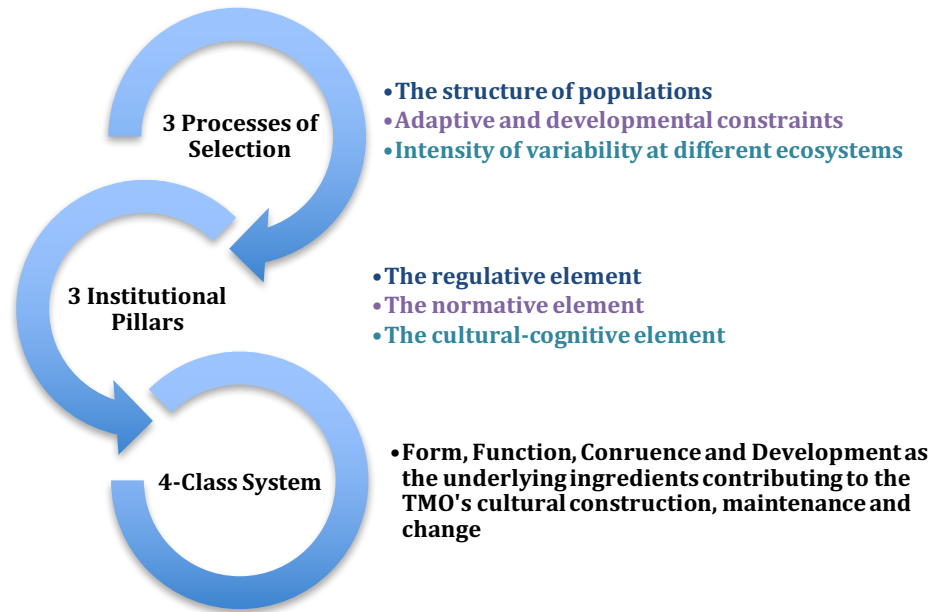 3 Processes of
Selection
•The structure of populations
•Adaptive and developmental constraints
•Intensity of variability at different ecosystems
3 Institutional
Pillars
•The regulative element
•The normative element
•The cultural-cognitive element
4-Class System
•Form, Function, Conruence and Development as
the underlying ingredients contributing to the
TMO's cultural construction, maintenance and
change